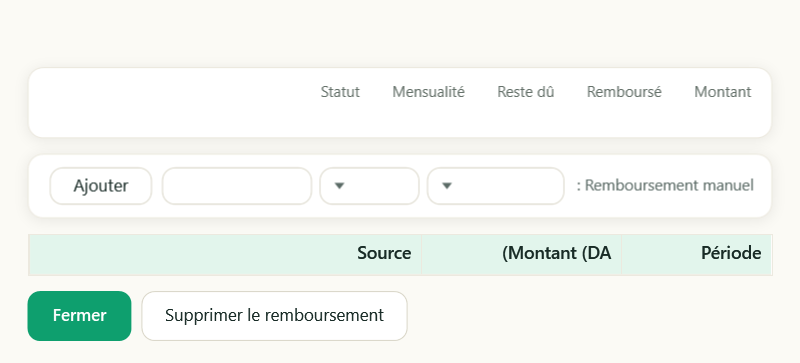 Statut Mensualité Reste dû Remboursé Montant
Ajouter : Remboursement manuel
Source (Montant (DA Période
Fermer Supprimer le remboursement